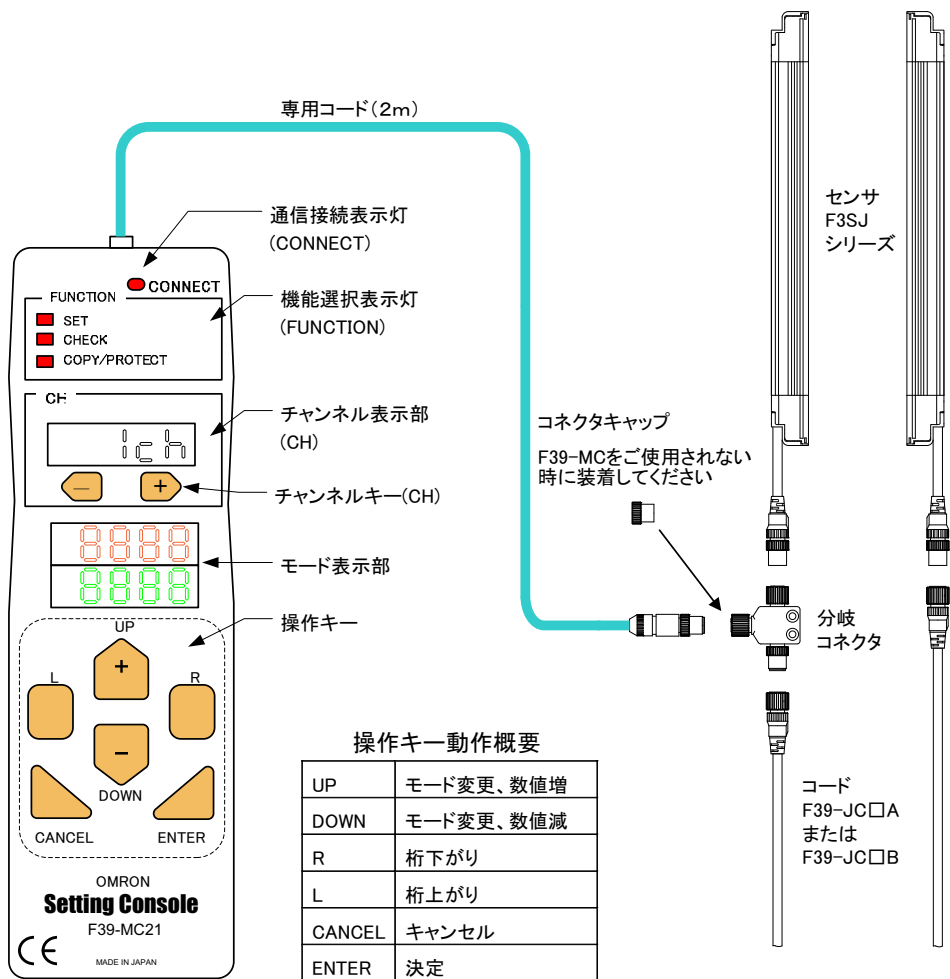 専用コード(2m)
通信接続表示灯
(CONNECT)
CONNECT
FUNCTION
SET
CHECK
COPY/PROTECT
機能選択表示灯
(FUNCTION)
CH
1ch
チャンネル表示部
(CH)
チャンネルキー(CH)
− +
8888
8888
モード表示部
操作キー
UP
+
L
R
−
DOWN
CANCEL
ENTER
OMRON
Setting Console
F39-MC21
CE
MADE IN JAPAN
コネクタキャップ
F39-MCをご使用されない
時に装着してください
センサ
F3SJ
シリーズ
分岐
コネクタ
コード
F39-JC□A
または
F39-JC□B
操作キー動作概要
UP モード変更、数値増
DOWN モード変更、数値減
R 桁下がり
L 桁上がり
CANCEL キャンセル
ENTER 決定